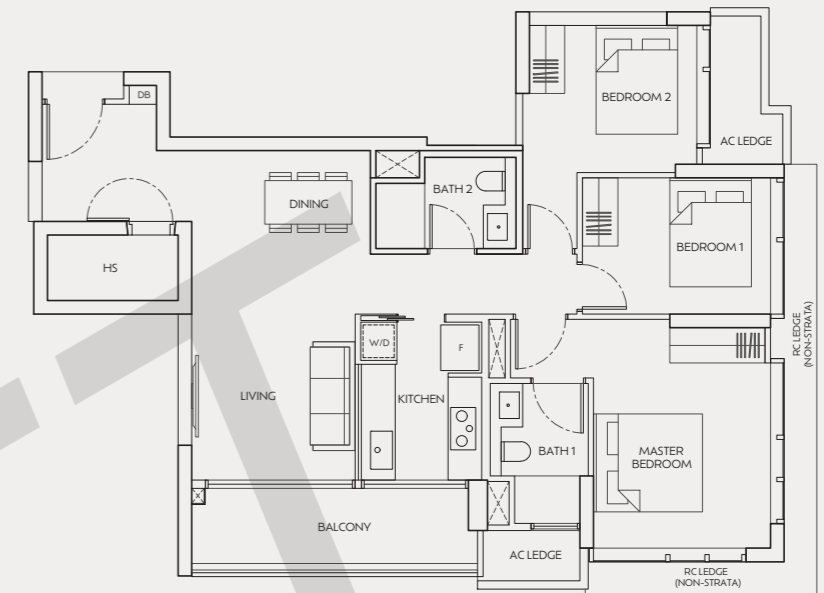 DB
BEDROOM 2
AC LEDGE
BATH 2
DINING
BEDROOM 1
HS
RC LEDGE
(NON-STRATA)
W/D
F
LIVING
KITCHEN
BATH 1
MASTER
BEDROOM
BALCONY
AC LEDGE
RC LEDGE
(NON-STRATA)